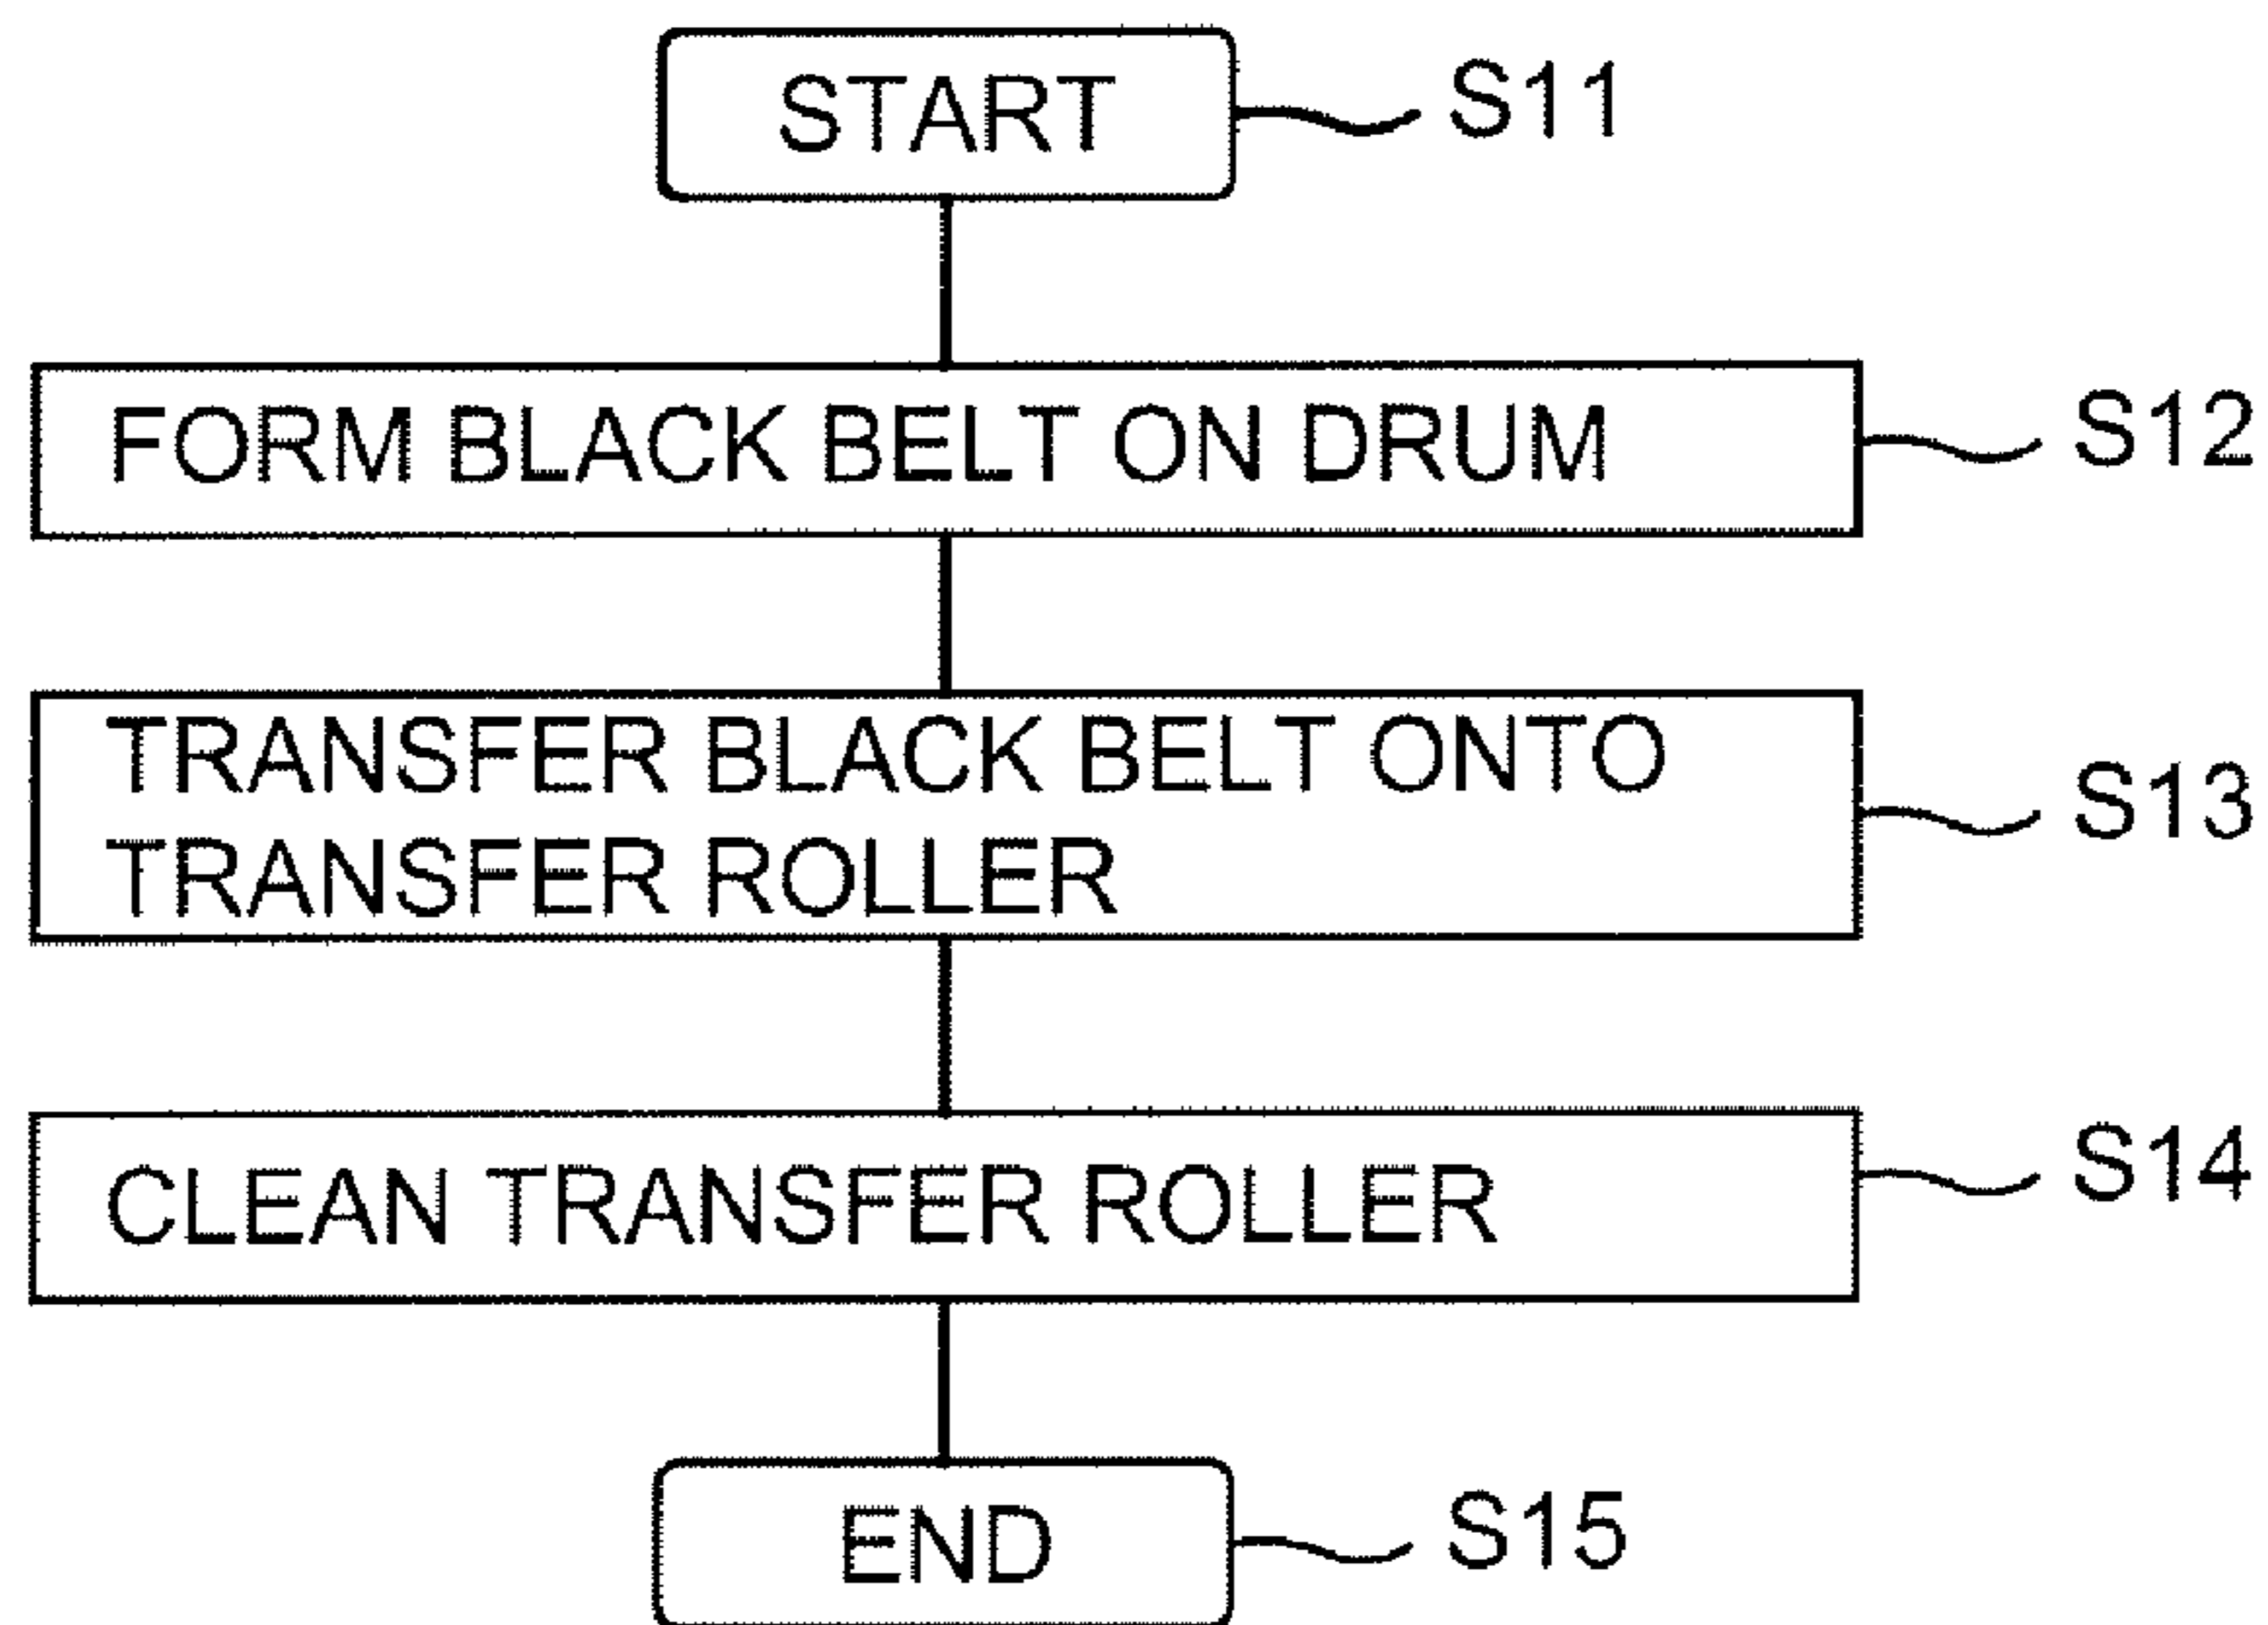 START
S11
FORM BLACK BELT ON DRUM
S12
TRANSFER BLACK BELT ONTO
TRANSFER ROLLER
S13
CLEAN TRANSFER ROLLER
S14
END
S15